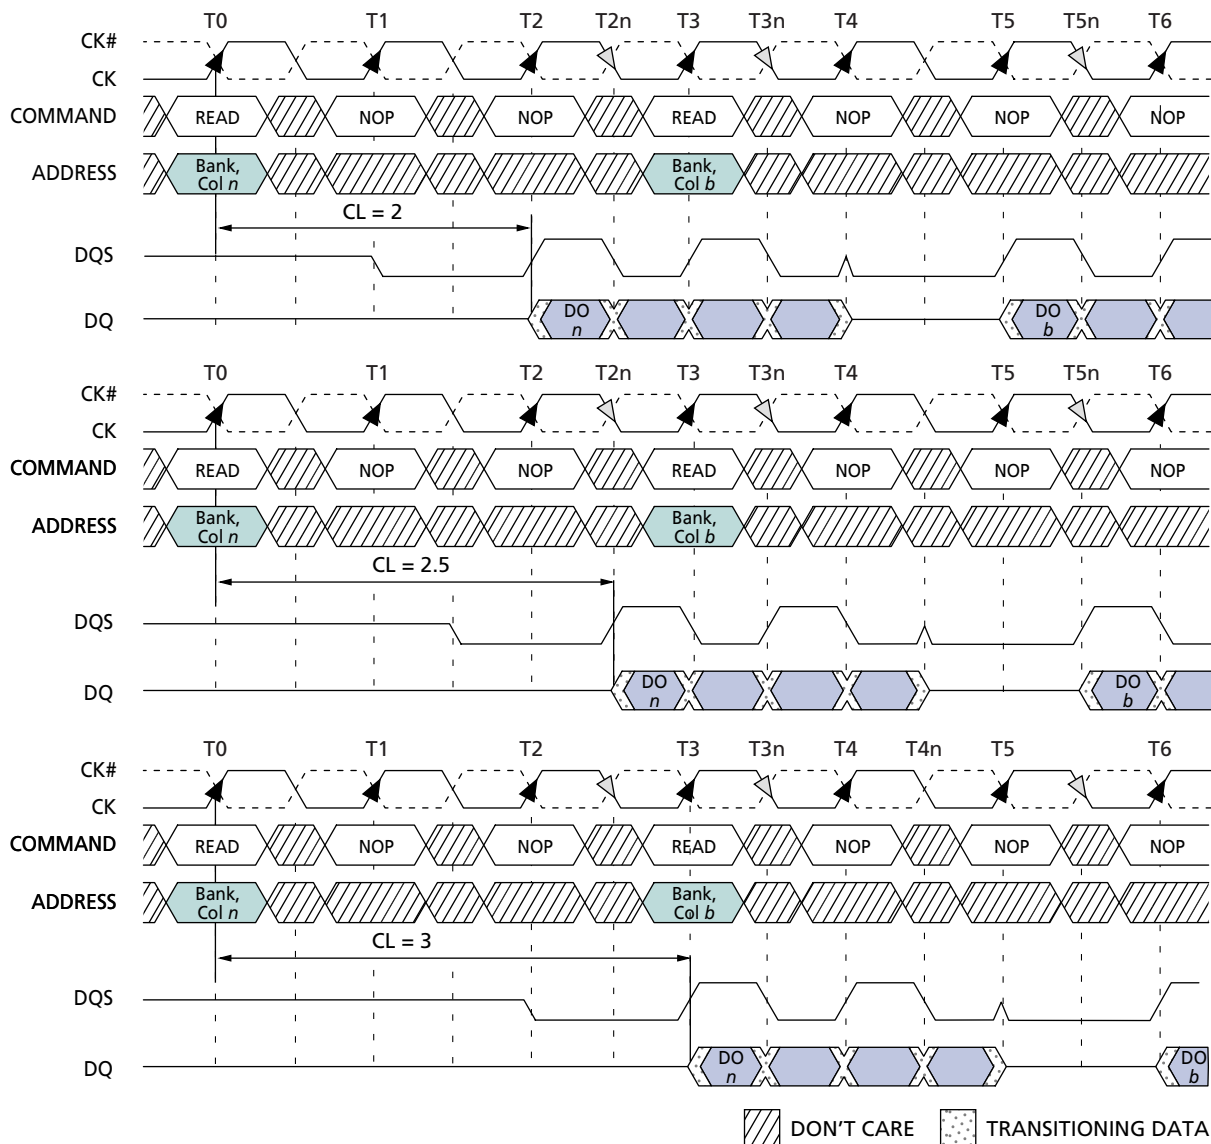 T0 T1 T2 T2n T3 T3n T4 T5 T5n T6
CK#
CK
COMMAND READ NOP NOP READ NOP NOP NOP
ADDRESS Bank, Col n Bank, Col b
CL = 2
DQS
DQ DO n DO b
T0 T1 T2 T2n T3 T3n T4 T5 T5n T6
CK#
CK
COMMAND READ NOP NOP READ NOP NOP NOP
ADDRESS Bank, Col n Bank, Col b
CL = 2.5
DQS
DQ DO n DO b
T0 T1 T2 T3 T3n T4 T4n T5 T6
CK#
CK
COMMAND READ NOP NOP READ NOP NOP NOP
ADDRESS Bank, Col n Bank, Col b
CL = 3
DQS
DQ DO n DO b
DON'T CARE TRANSITIONING DATA